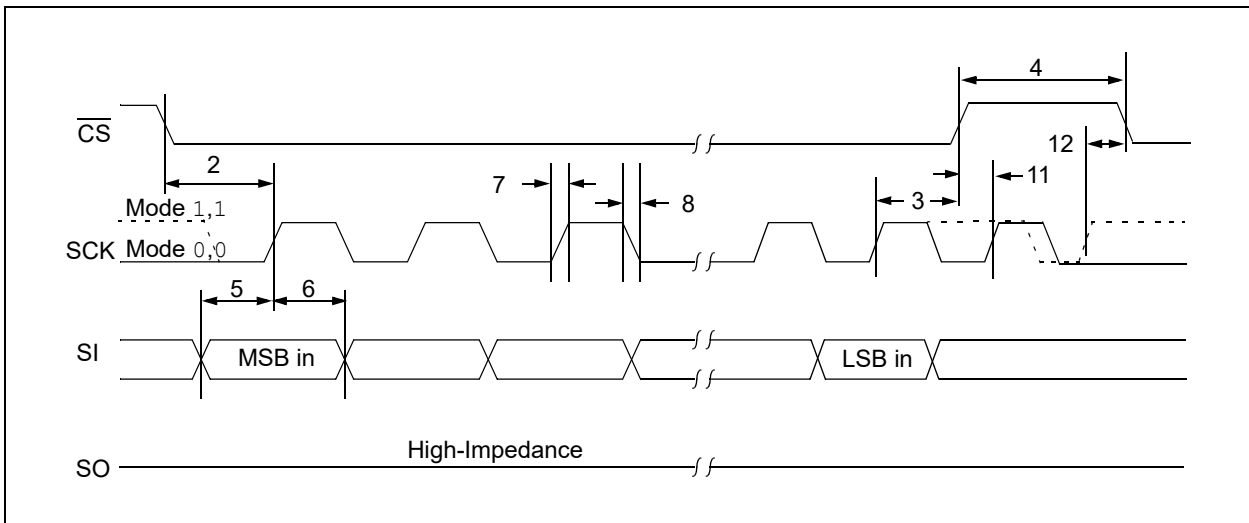 4
CS
12
2
7
8
3
11
Mode 1,1
SCK Mode 0,0
5
6
SI
MSB in
LSB in
High-Impedance
SO